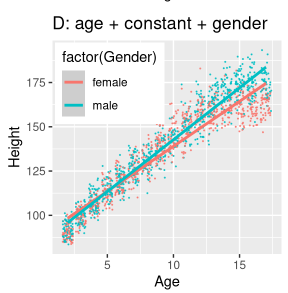 D: age + constant + gender
factor(Gender)
female
male
Height
175
150
125
100
5 10 15
Age